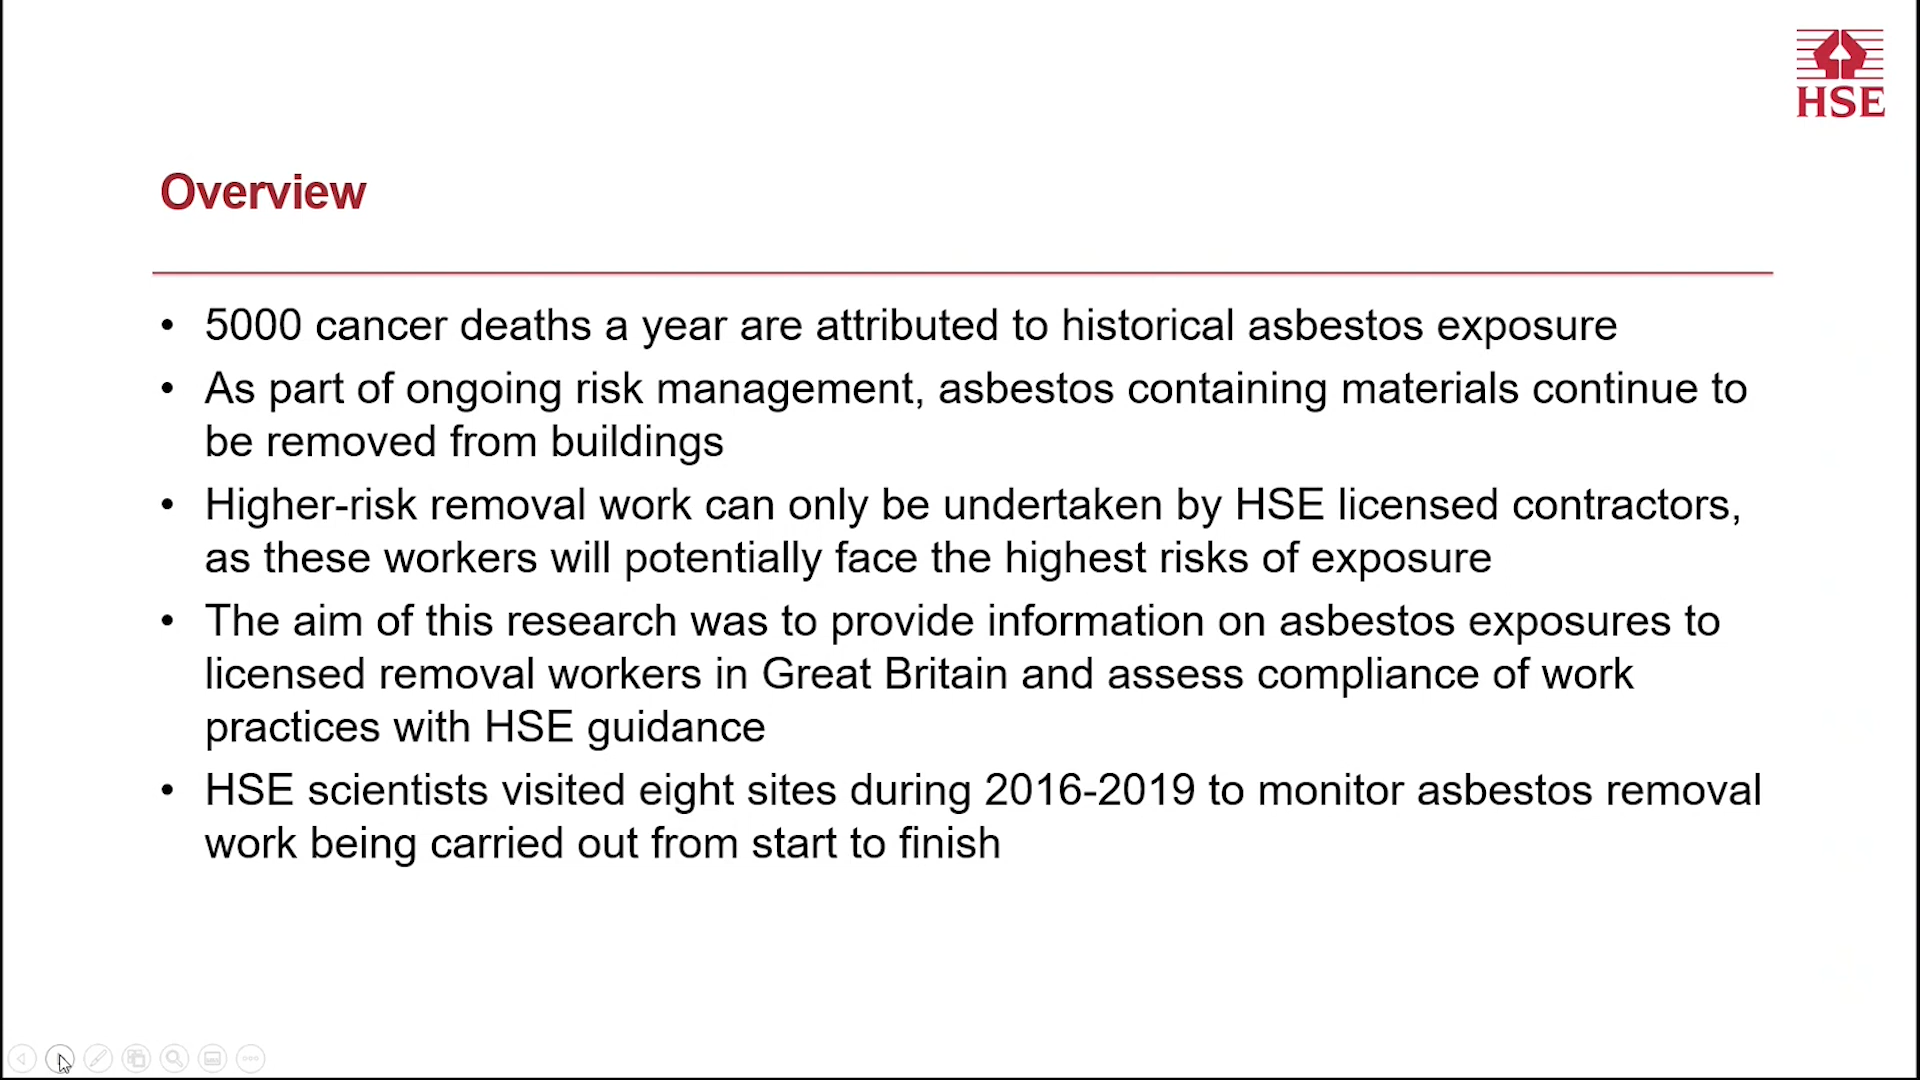 HSE
Overview
• 5000 cancer deaths a year are attributed to historical asbestos exposure
• As part of ongoing risk management, asbestos containing materials continue to
be removed from buildings
• Higher-risk removal work can only be undertaken by HSE licensed contractors,
as these workers will potentially face the highest risks of exposure
• The aim of this research was to provide information on asbestos exposures to
licensed removal workers in Great Britain and assess compliance of work
practices with HSE guidance
• HSE scientists visited eight sites during 2016-2019 to monitor asbestos removal
work being carried out from start to finish